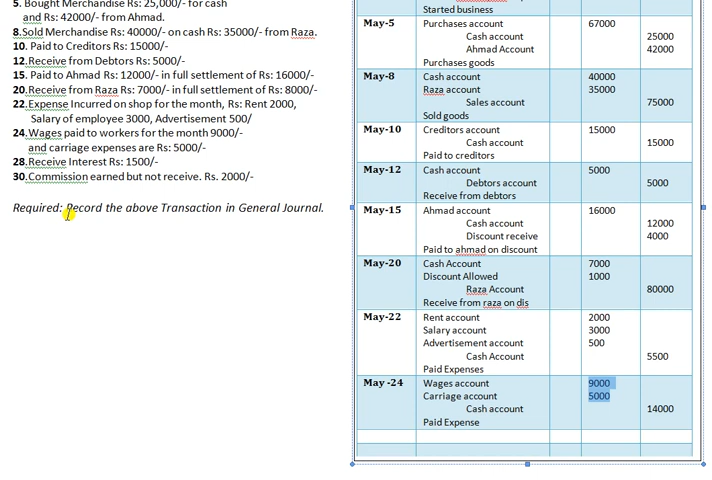 5. Bought Merchandise Rs: 25,000/- for cash
and Rs: 42000/- from Ahmad.
8.Sold Merchandise Rs: 40000/- on cash Rs: 35000/- from Raza.
10. Paid to Creditors Rs: 15000/-
12.Receive from Debtors Rs: 5000/-
15. Paid to Ahmad Rs: 12000/- in full settlement of Rs: 16000/-
20.Receive from Raza Rs: 7000/- in full settlement of Rs: 8000/-
22.Expense Incurred on shop for the month, Rs: Rent 2000,
Salary of employee 3000, Advertisement 500/
24.Wages paid to workers for the month 9000/-
and carriage expenses are Rs: 5000/-
28.Receive Interest Rs: 1500/-
30.Commission earned but not receive. Rs. 2000/-
Required: Record the above Transaction in General Journal.
Started business
May-5 Purchases account 67000
Cash account 25000
Ahmad Account 42000
Purchases goods
May-8 Cash account 40000
Raza account 35000
Sales account 75000
Sold goods
May-10 Creditors account 15000
Cash account 15000
Paid to creditors
May-12 Cash account 5000
Debtors account 5000
Receive from debtors
May-15 Ahmad account 16000
Cash account 12000
Discount receive 4000
Paid to ahmad on discount
May-20 Cash Account 7000
Discount Allowed 1000
Raza Account 80000
Receive from raza on dis
May-22 Rent account 2000
Salary account 3000
Advertisement account 500
Cash Account 5500
Paid Expenses
May -24 Wages account 9000
Carriage account 5000
Cash account 14000
Paid Expense